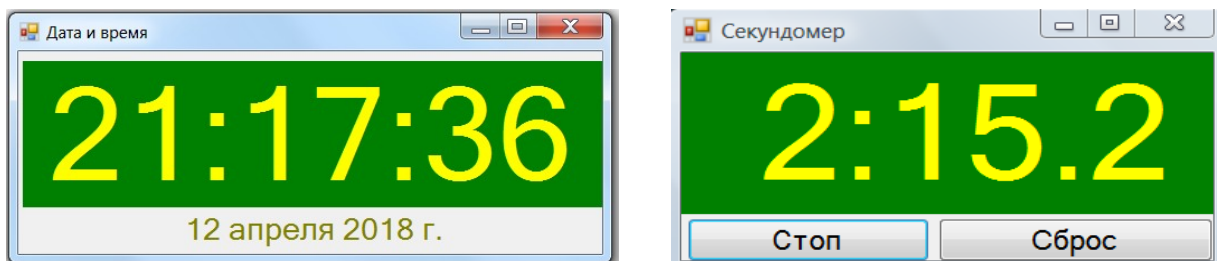 Дата и время
21:17:36
12 апреля 2018 г.
Секундомер
2:15.2
Стоп
Сброс